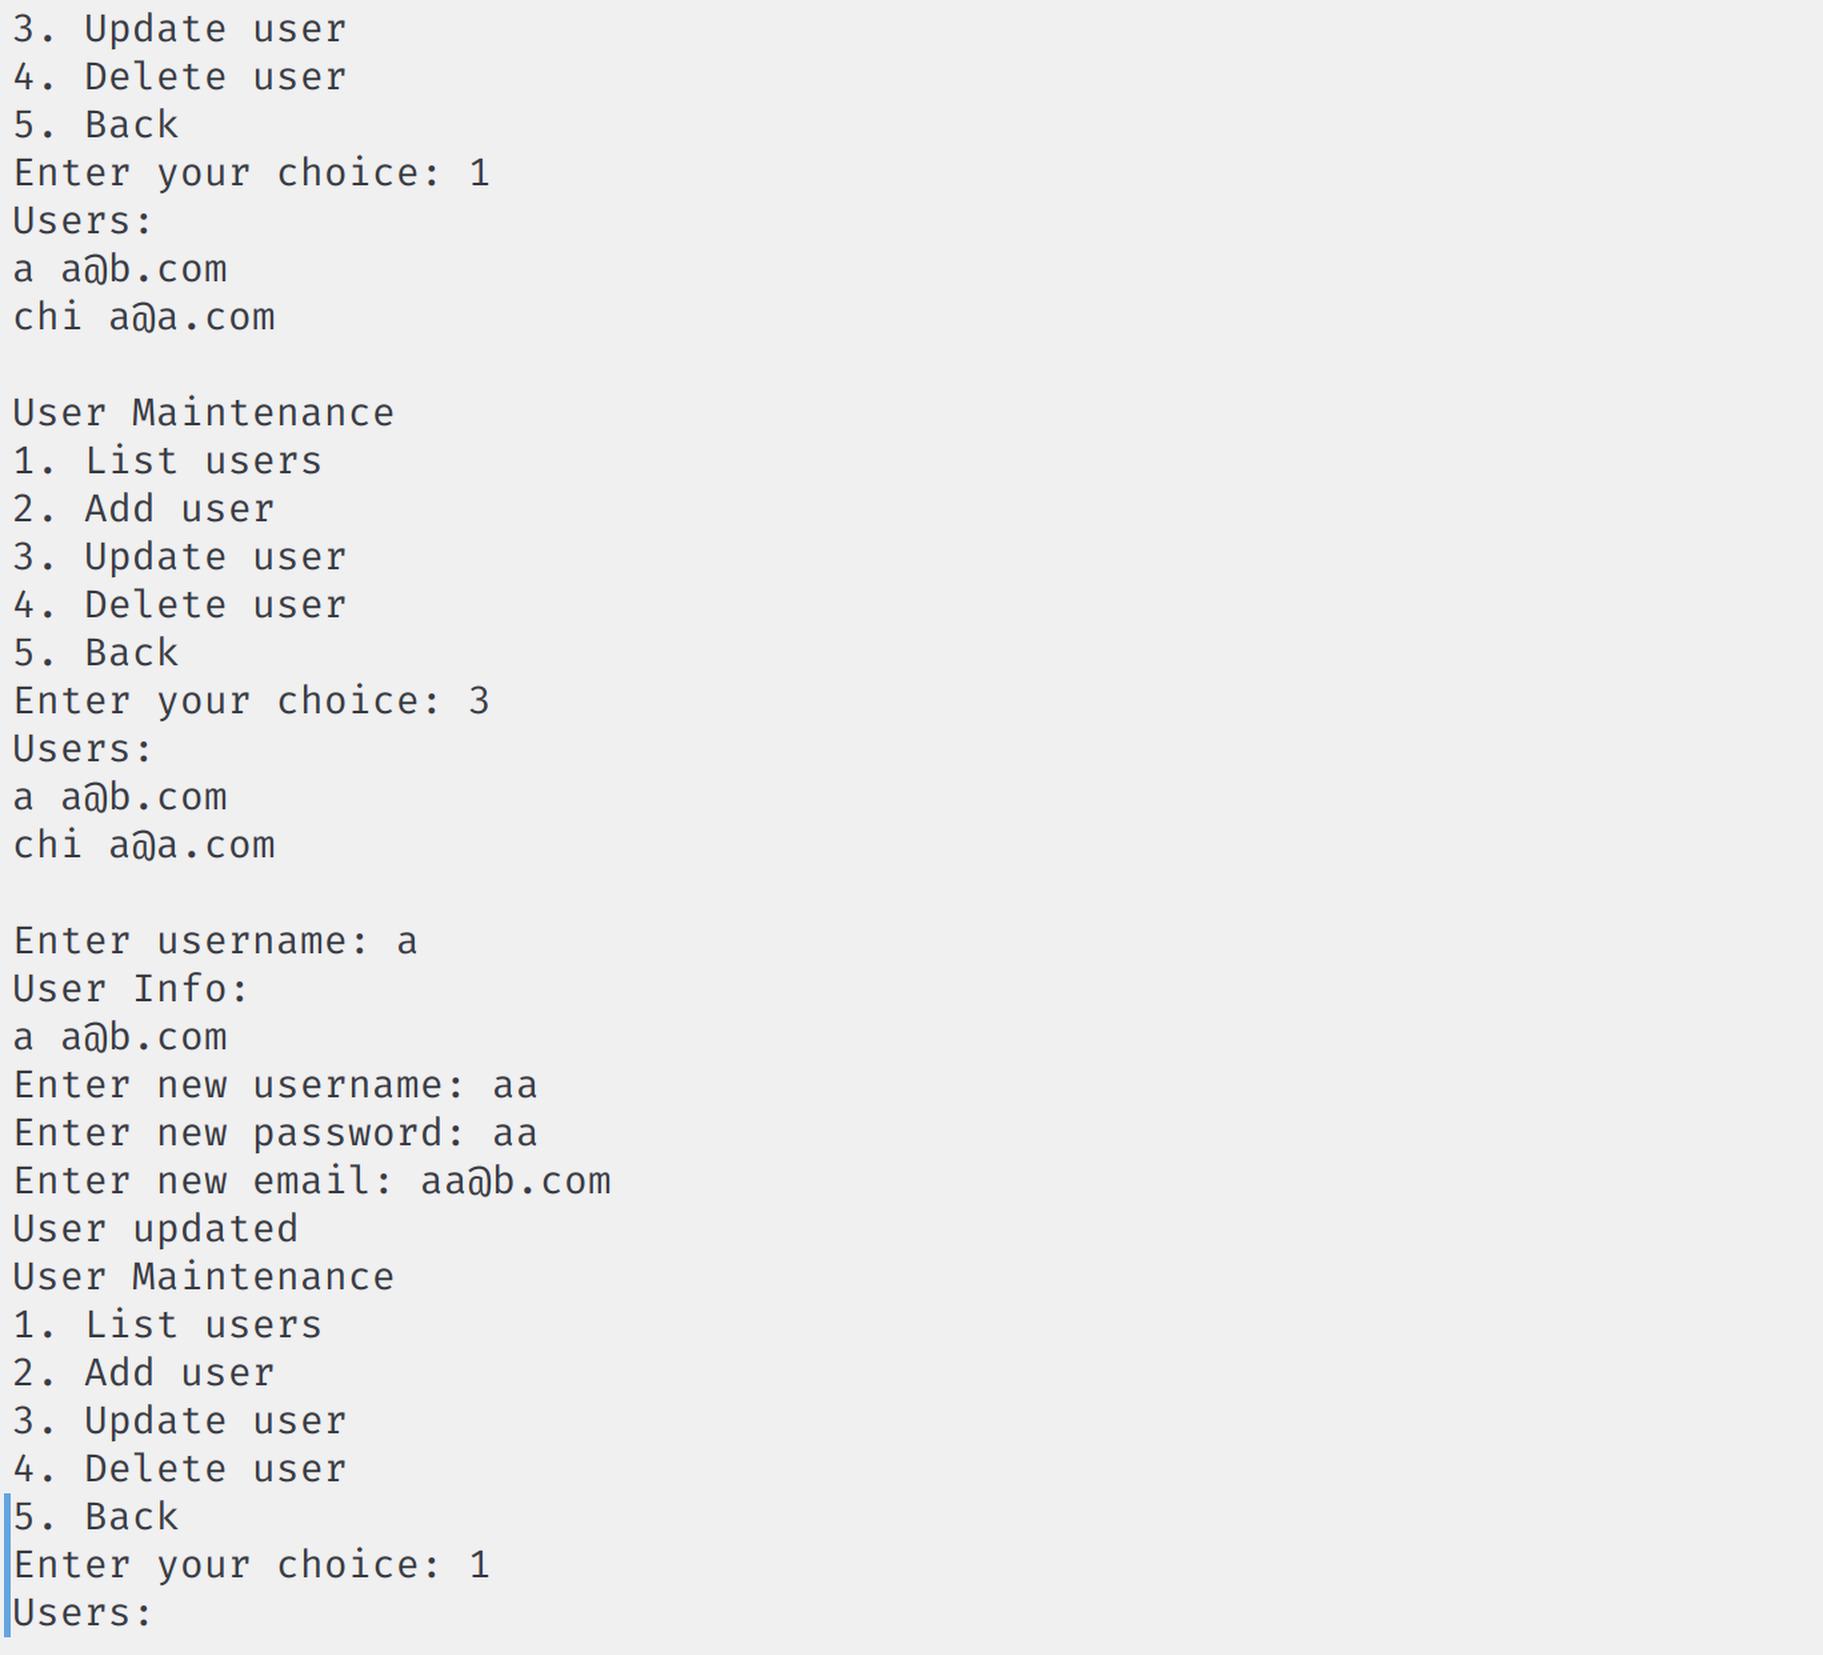 3. Update user
4. Delete user
5. Back
Enter your choice: 1
Users:
a a@b.com
chi a@a.com
User Maintenance
1. List users
2. Add user
3. Update user
4. Delete user
5. Back
Enter your choice: 3
Users:
a a@b.com
chi a@a.com
Enter username: a
User Info:
a a@b.com
Enter new username: aa
Enter new password: aa
Enter new email: aa@b.com
User updated
User Maintenance
1. List users
2. Add user
3. Update user
4. Delete user
5. Back
Enter your choice: 1
Users: